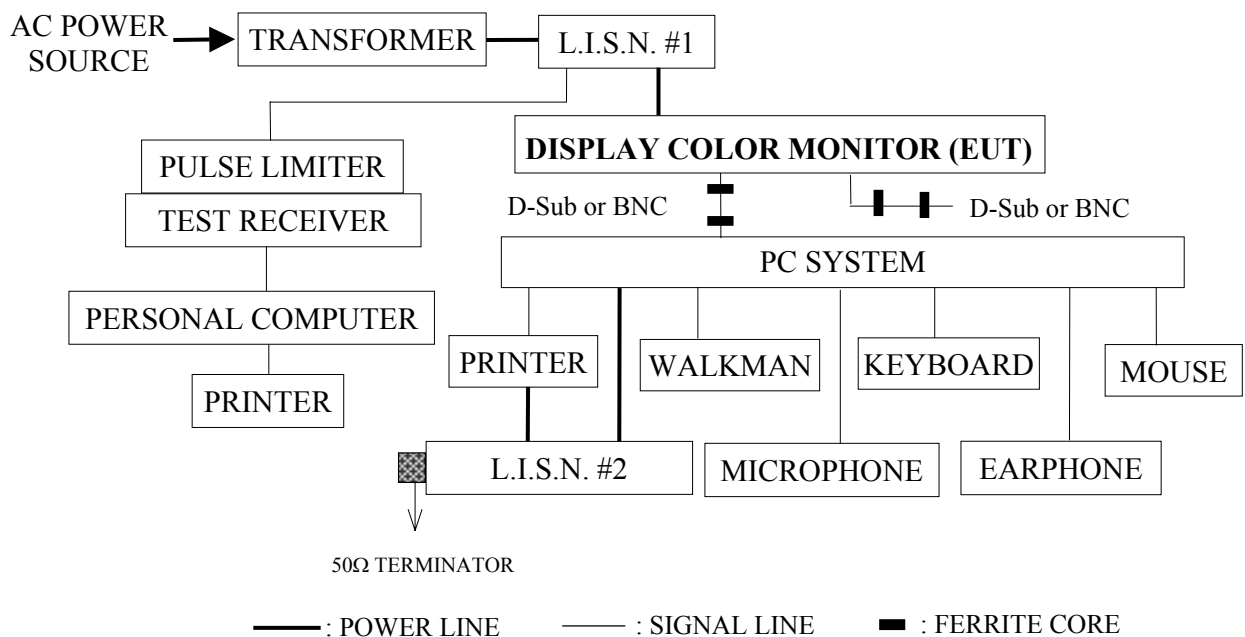 AC POWER
SOURCE
TRANSFORMER
L.I.S.N. #1
DISPLAY COLOR MONITOR (EUT)
PULSE LIMITER
TEST RECEIVER
D-Sub or BNC
D-Sub or BNC
PC SYSTEM
PERSONAL COMPUTER
PRINTER
PRINTER
WALKMAN
KEYBOARD
MOUSE
L.I.S.N. #2
MICROPHONE
EARPHONE
50Ω TERMINATOR
: POWER LINE
: SIGNAL LINE
: FERRITE CORE